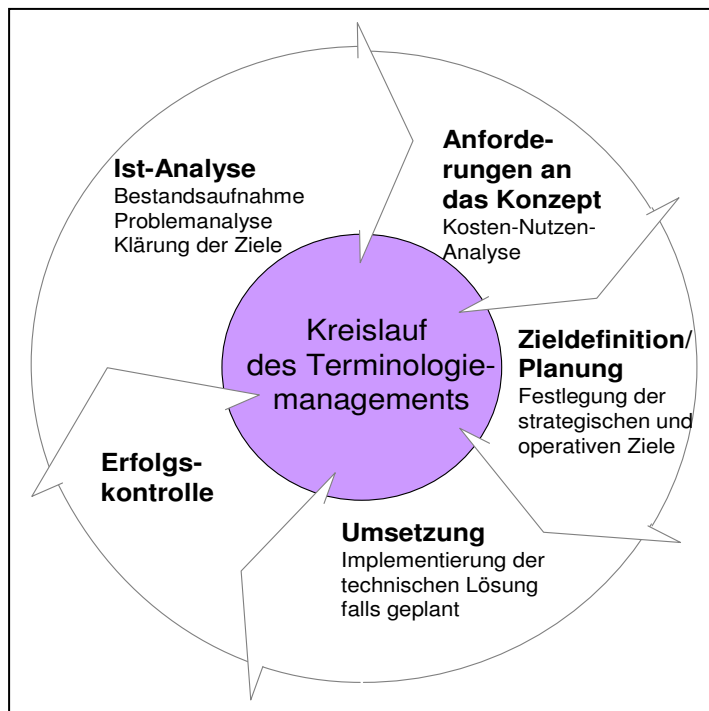 Ist-Analyse
Bestandsaufnahme
Problemanalyse
Klärung der Ziele
Anforde-
rungen an
das Konzept
Kosten-Nutzen-
Analyse
Zieldefinition/
Planung
Festlegung der
strategischen und
operativen Ziele
Umsetzung
Implementierung der
technischen Lösung
falls geplant
Erfolgs-
kontrolle
Kreislauf
des Terminologie-
managements